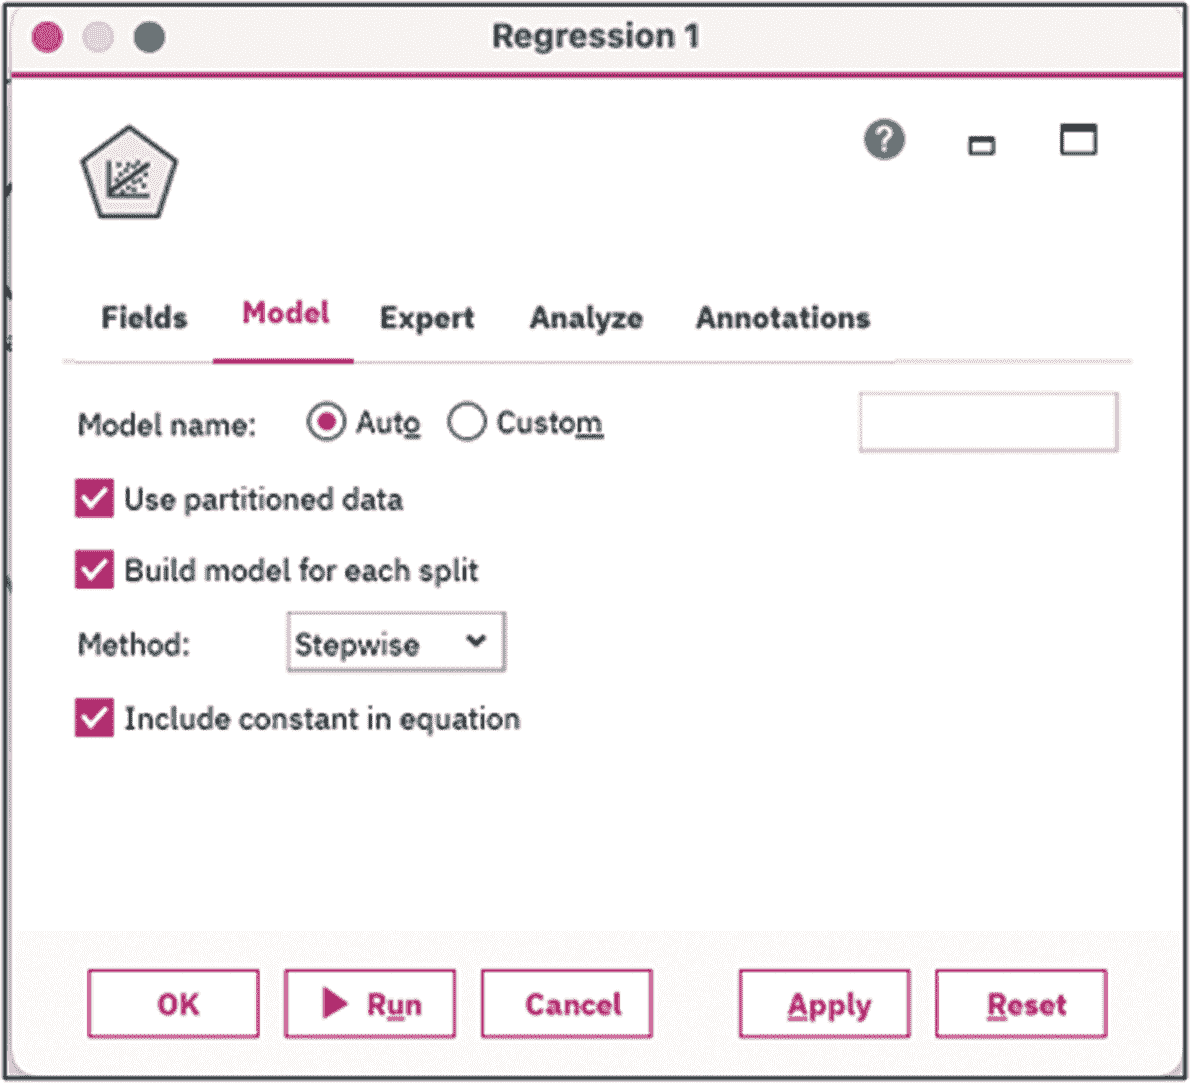 Regression 1
?
Fields Model Expert Analyze Annotations
Model name: Auto Custom
Use partitioned data
Build model for each split
Method: Stepwise
Include constant in equation
OK Run Cancel Apply Reset